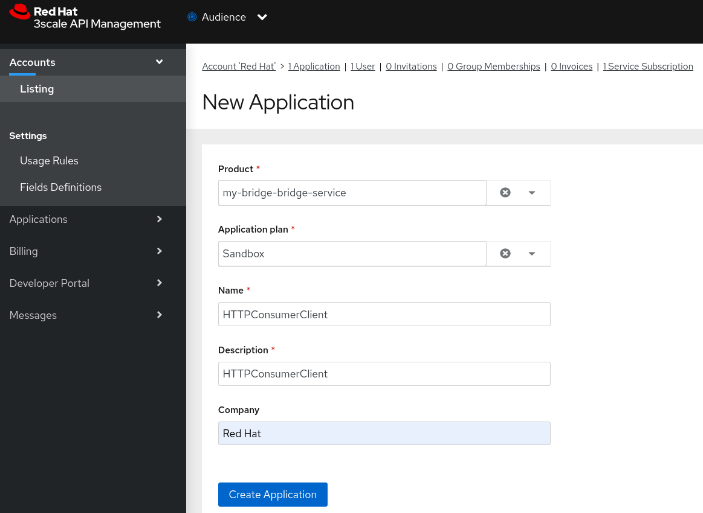 Red Hat
3scale API Management
Audience
Accounts
Listing
Settings
Usage Rules
Fields Definitions
Applications
Billing
Developer Portal
Messages
Account 'Red Hat' > 1 Application | 1 User | 0 Invitations | 0 Group Memberships | 0 Invoices | 1 Service Subscription
New Application
Product *
my-bridge-bridge-service
Application plan *
Sandbox
Name *
HTTPConsumerClient
Description *
HTTPConsumerClient
Company
Red Hat
Create Application